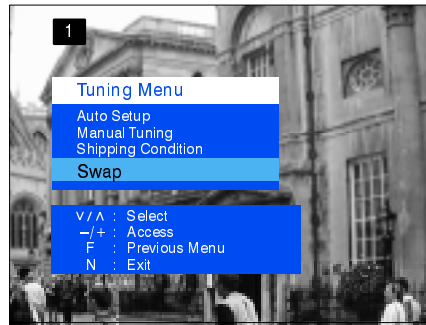 1
Tuning Menu
Auto Setup
Manual Tuning
Shipping Condition
Swap
∨/∧ : Select
−/+ : Access
F : Previous Menu
N : Exit